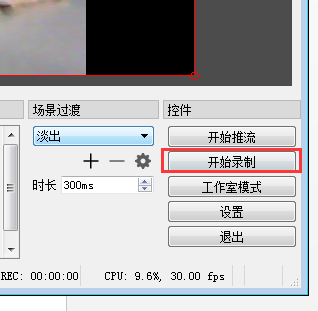 场景过渡
控件
淡出
开始推流
开始录制
时长 300ms
工作室模式
设置
退出
REC: 00:00:00
CPU: 9.6%, 30.00 fps